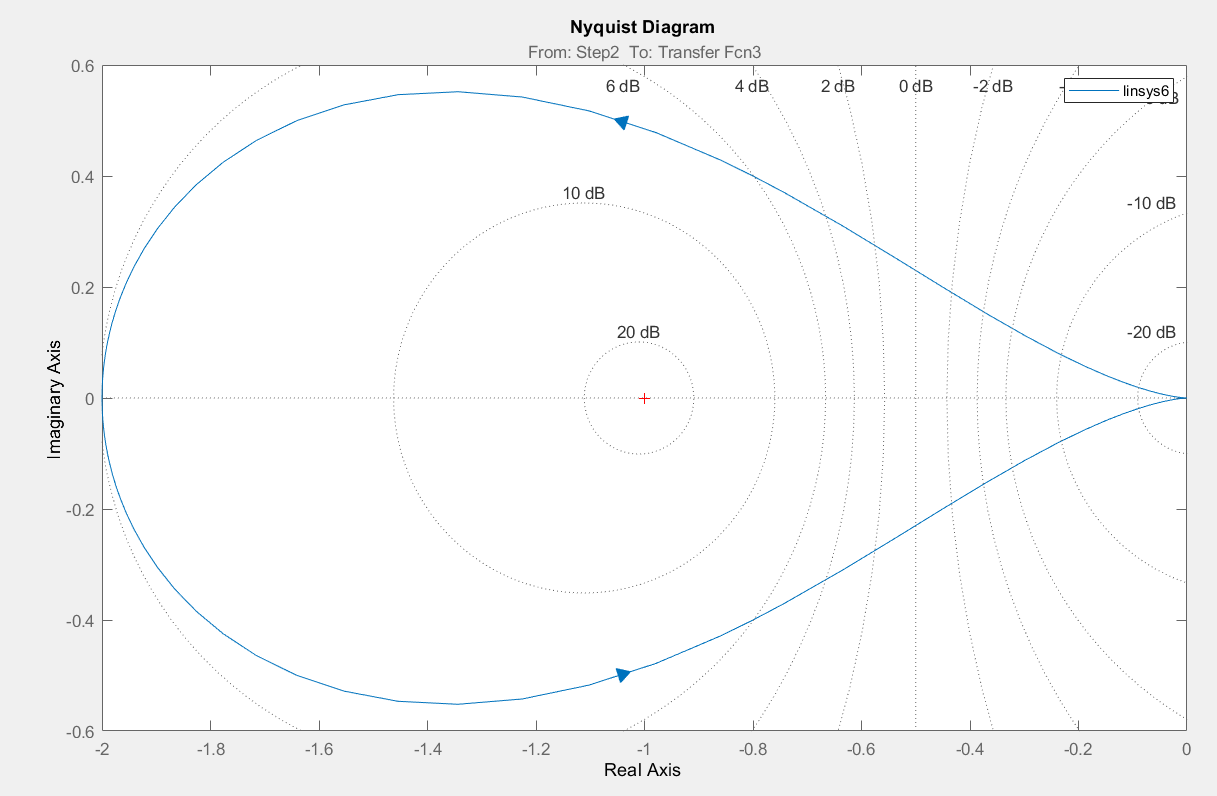 Nyquist Diagram
From: Step2 To: Transfer Fcn3
0.6
0.4
0.2
0
-0.2
-0.4
-0.6
Imaginary Axis
6 dB
4 dB
2 dB
0 dB
-2 dB
linsys6
10 dB
-10 dB
20 dB
-20 dB
-2
-1.8
-1.6
-1.4
-1.2
-1
-0.8
-0.6
-0.4
-0.2
0
Real Axis